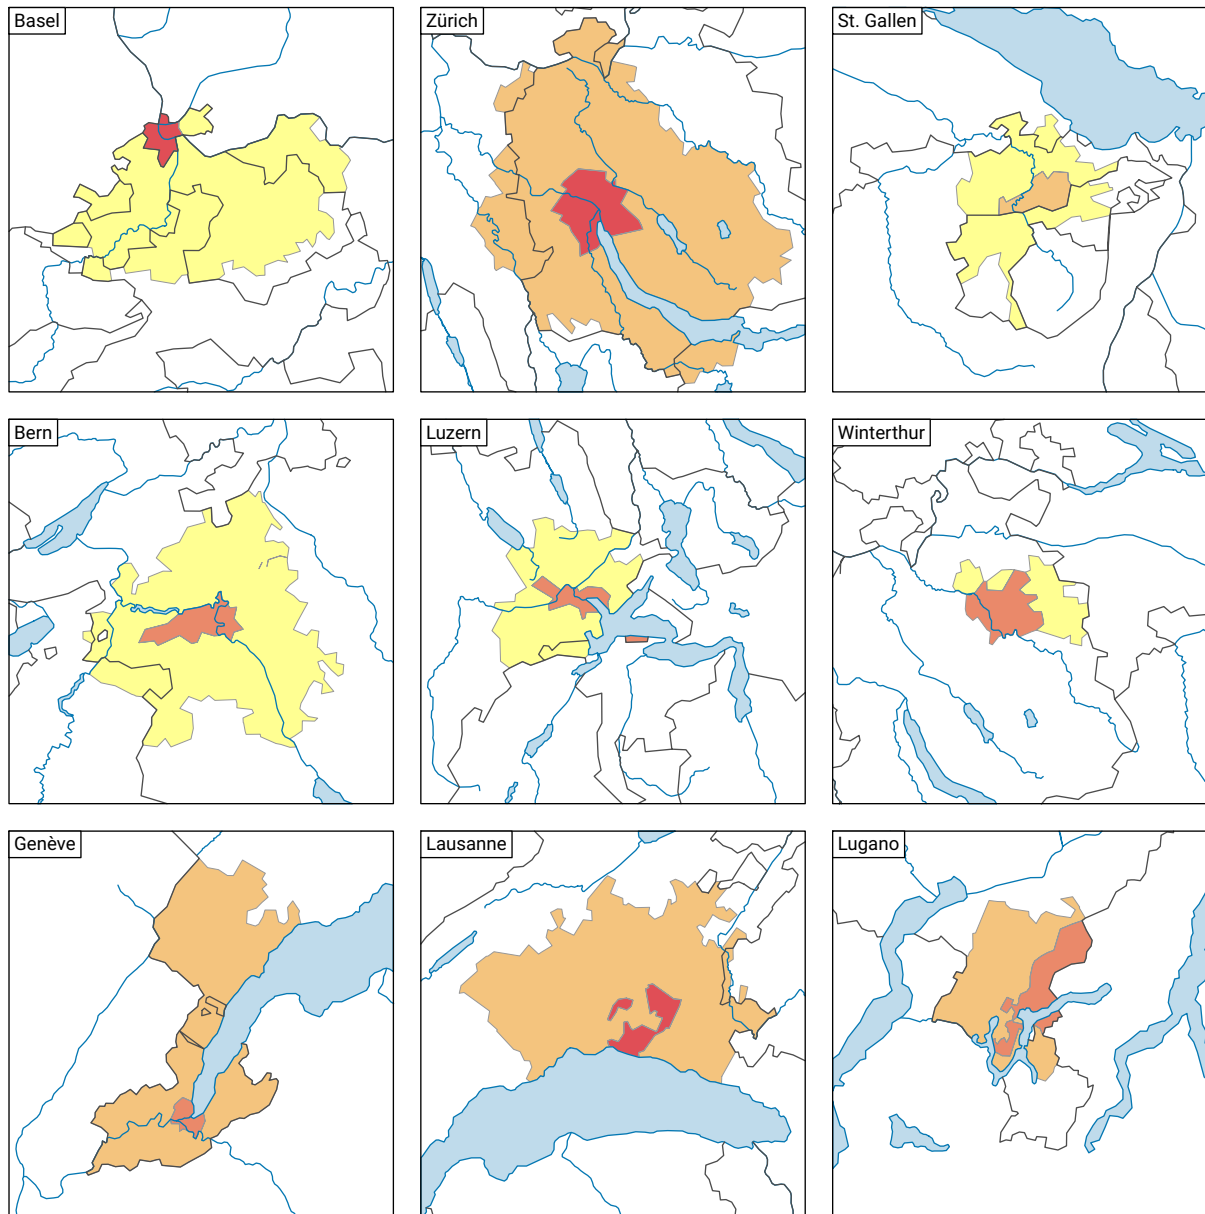 Basel
Zürich
St. Gallen
Bern
Luzern
Winterthur
Genève
Lausanne
Lugano